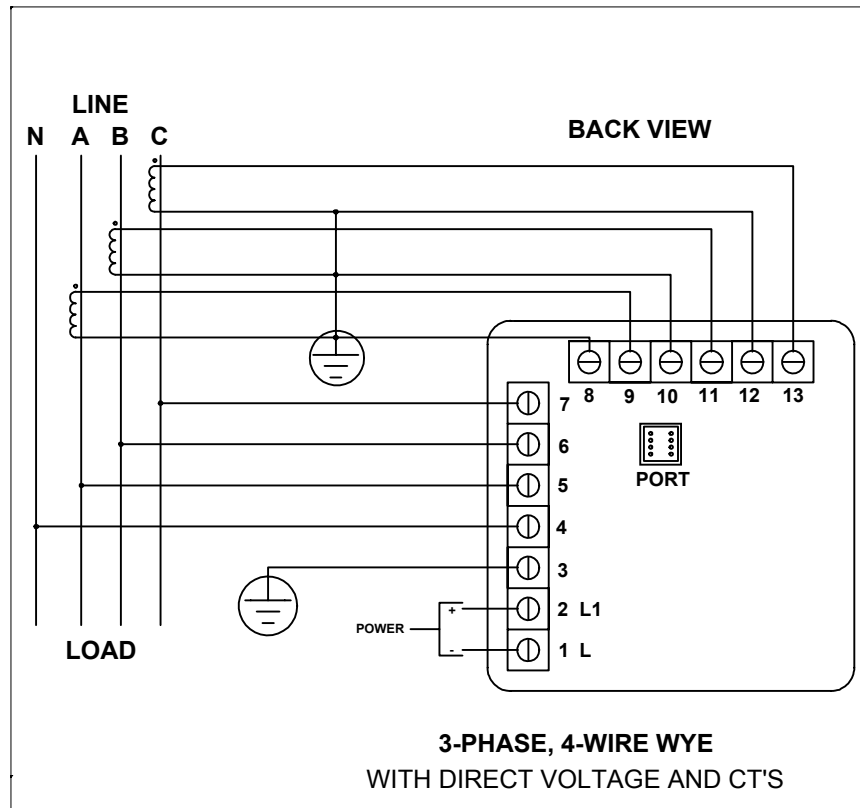 LINE
N A B C
BACK VIEW
8 9 10 11 12 13
7
6
PORT
5
4
3
2 L1
+
POWER
-
1 L
LOAD
3-PHASE, 4-WIRE WYE
WITH DIRECT VOLTAGE AND CT'S